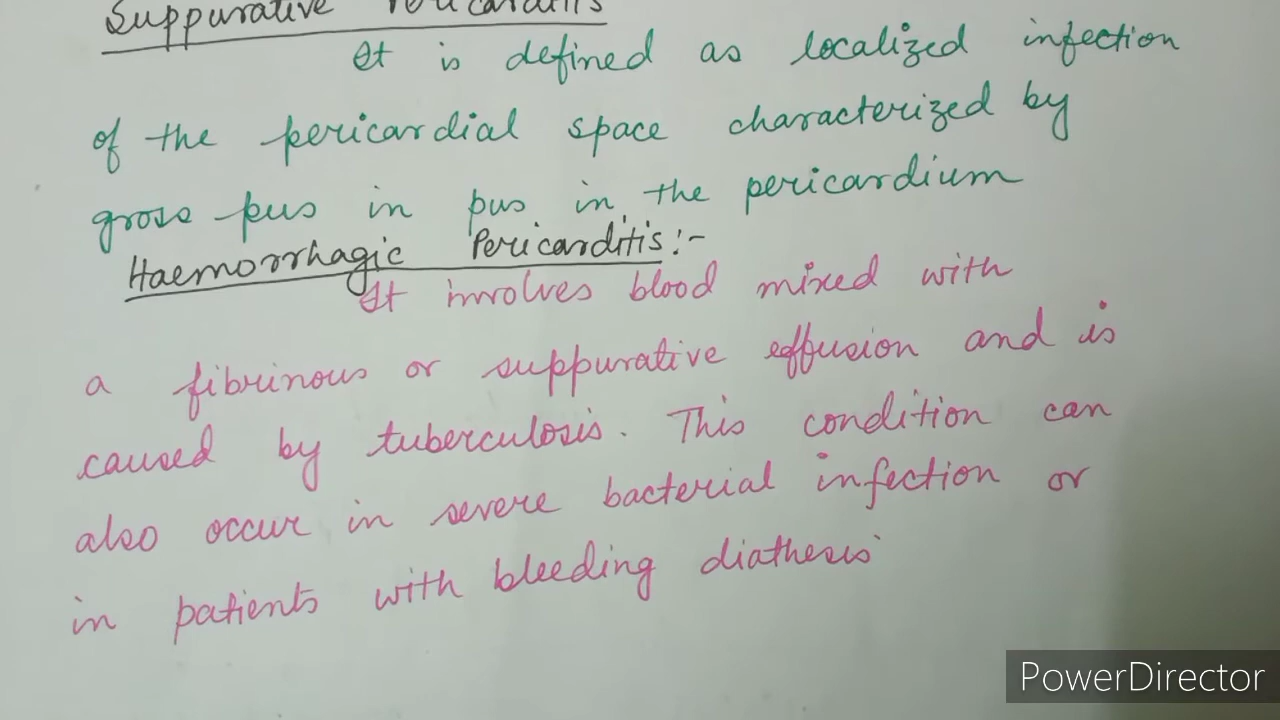 Suppurative Pericarditis
It is defined as localized infection
of the pericardial space characterized by
gross pus in pus in the pericardium
Haemorrhagic Pericarditis:-
It involves blood mixed with
a fibrinous or suppurative effusion and is
caused by tuberculosis. This condition can
also occur in severe bacterial infection or
in patients with bleeding diathesis
PowerDirector